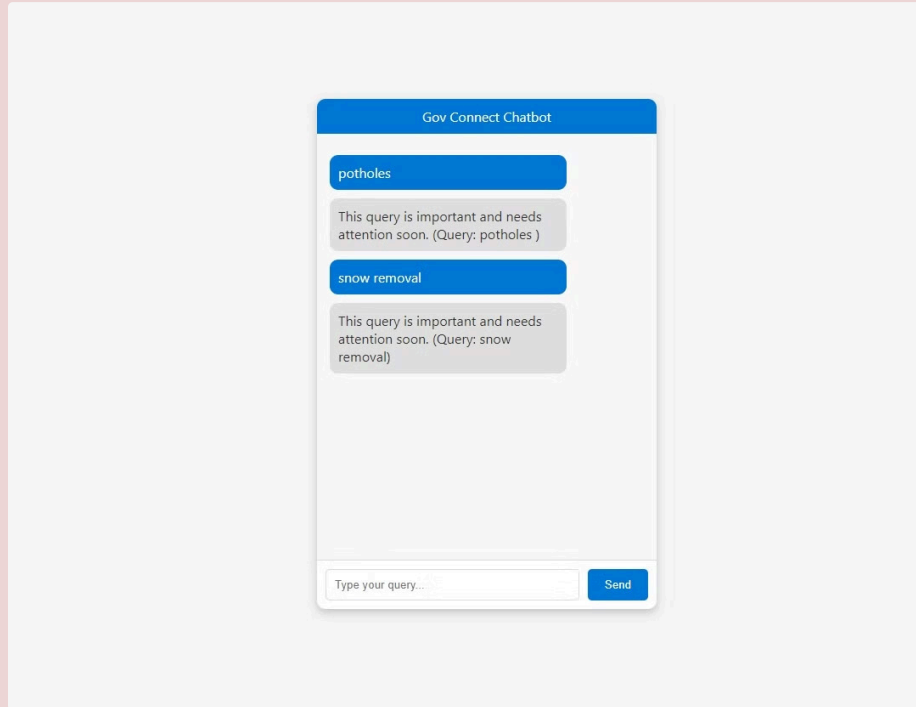 Gov Connect Chatbot
potholes
This query is important and needs
attention soon. (Query: potholes )
snow removal
This query is important and needs
attention soon. (Query: snow
removal)
Type your query...
Send